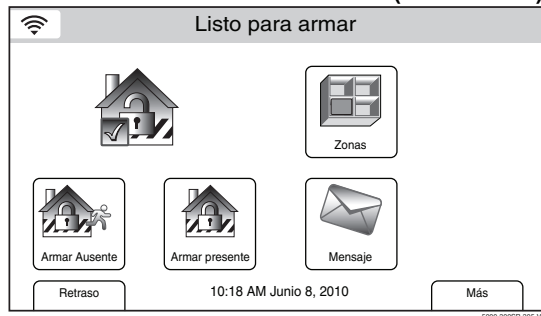 Listo para armar
Zonas
Armar Ausente
Armar presente
Mensaje
Retraso
10:18 AM Junio 8, 2010
Más